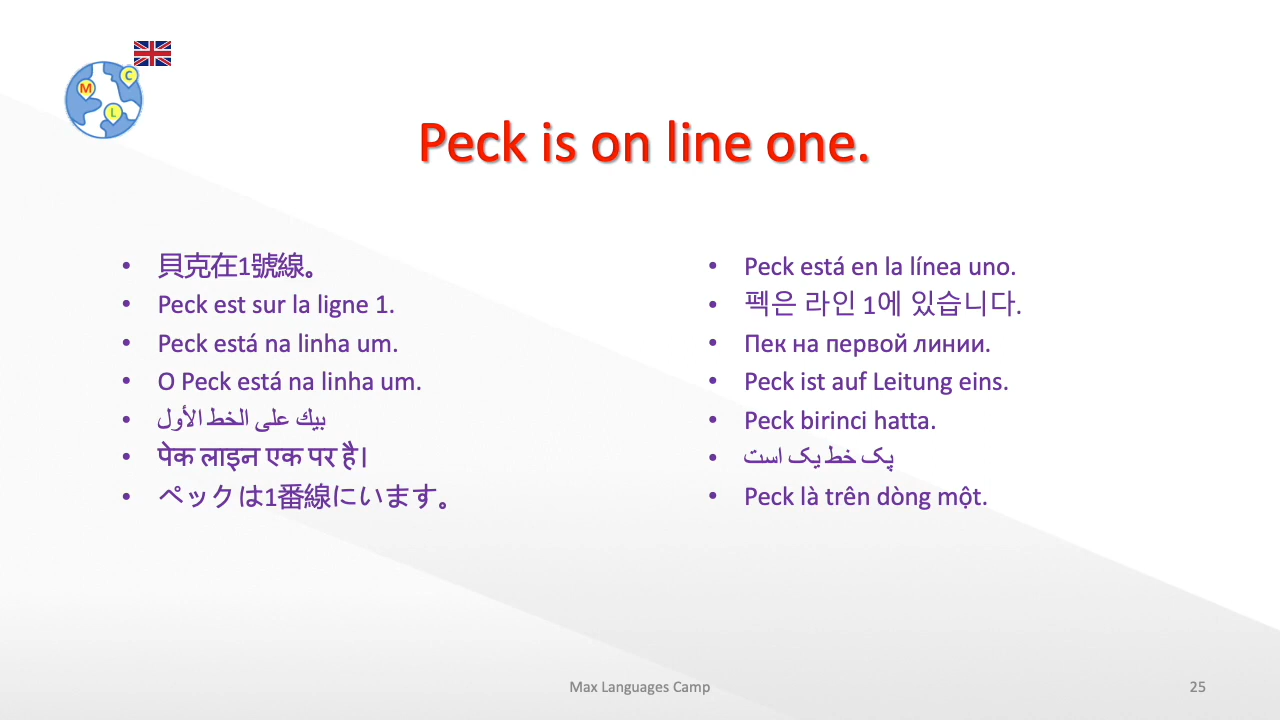 M
C
L
Peck is on line one.
• 貝克在1號線。
• Peck est sur la ligne 1.
• Peck está na linha um.
• O Peck está na linha um.
• بيك على الخط الأول
• पेक लाइन एक पर है|
• ペックは1番線にいます。
• Peck está en la línea uno.
• 펙은 라인 1에 있습니다.
• Пек на первой линии.
• Peck ist auf Leitung eins.
• Peck birinci hatta.
• پک خط یک است
• Peck là trên dòng một.
Max Languages Camp
25